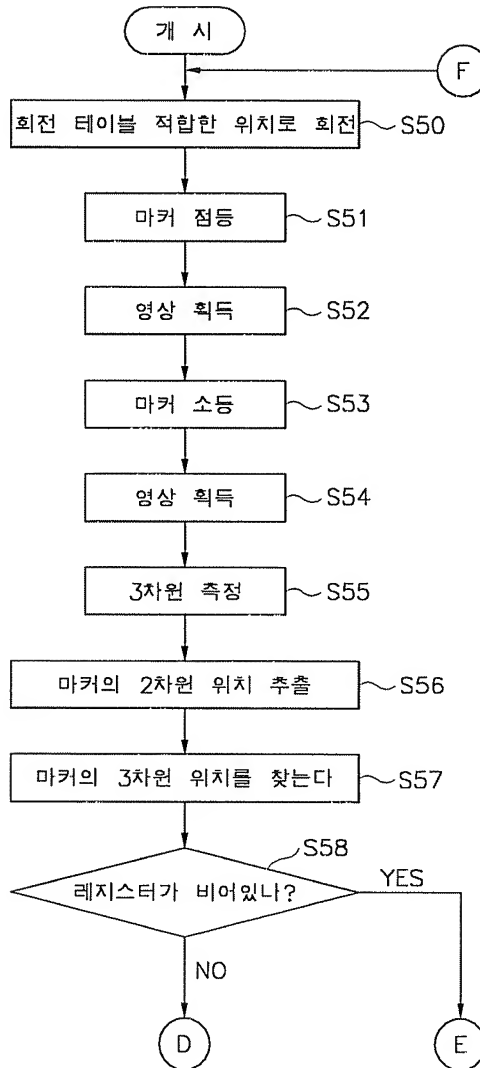 개 시
F
회전 테이블 적합한 위치로 회전
S50
마커 점등
S51
영상 획득
S52
마커 소등
S53
영상 획득
S54
3차원 측정
S55
마커의 2차원 위치 추출
S56
마커의 3차원 위치를 찾는다
S57
S58
레지스터가 비어있나?
YES
NO
D
E